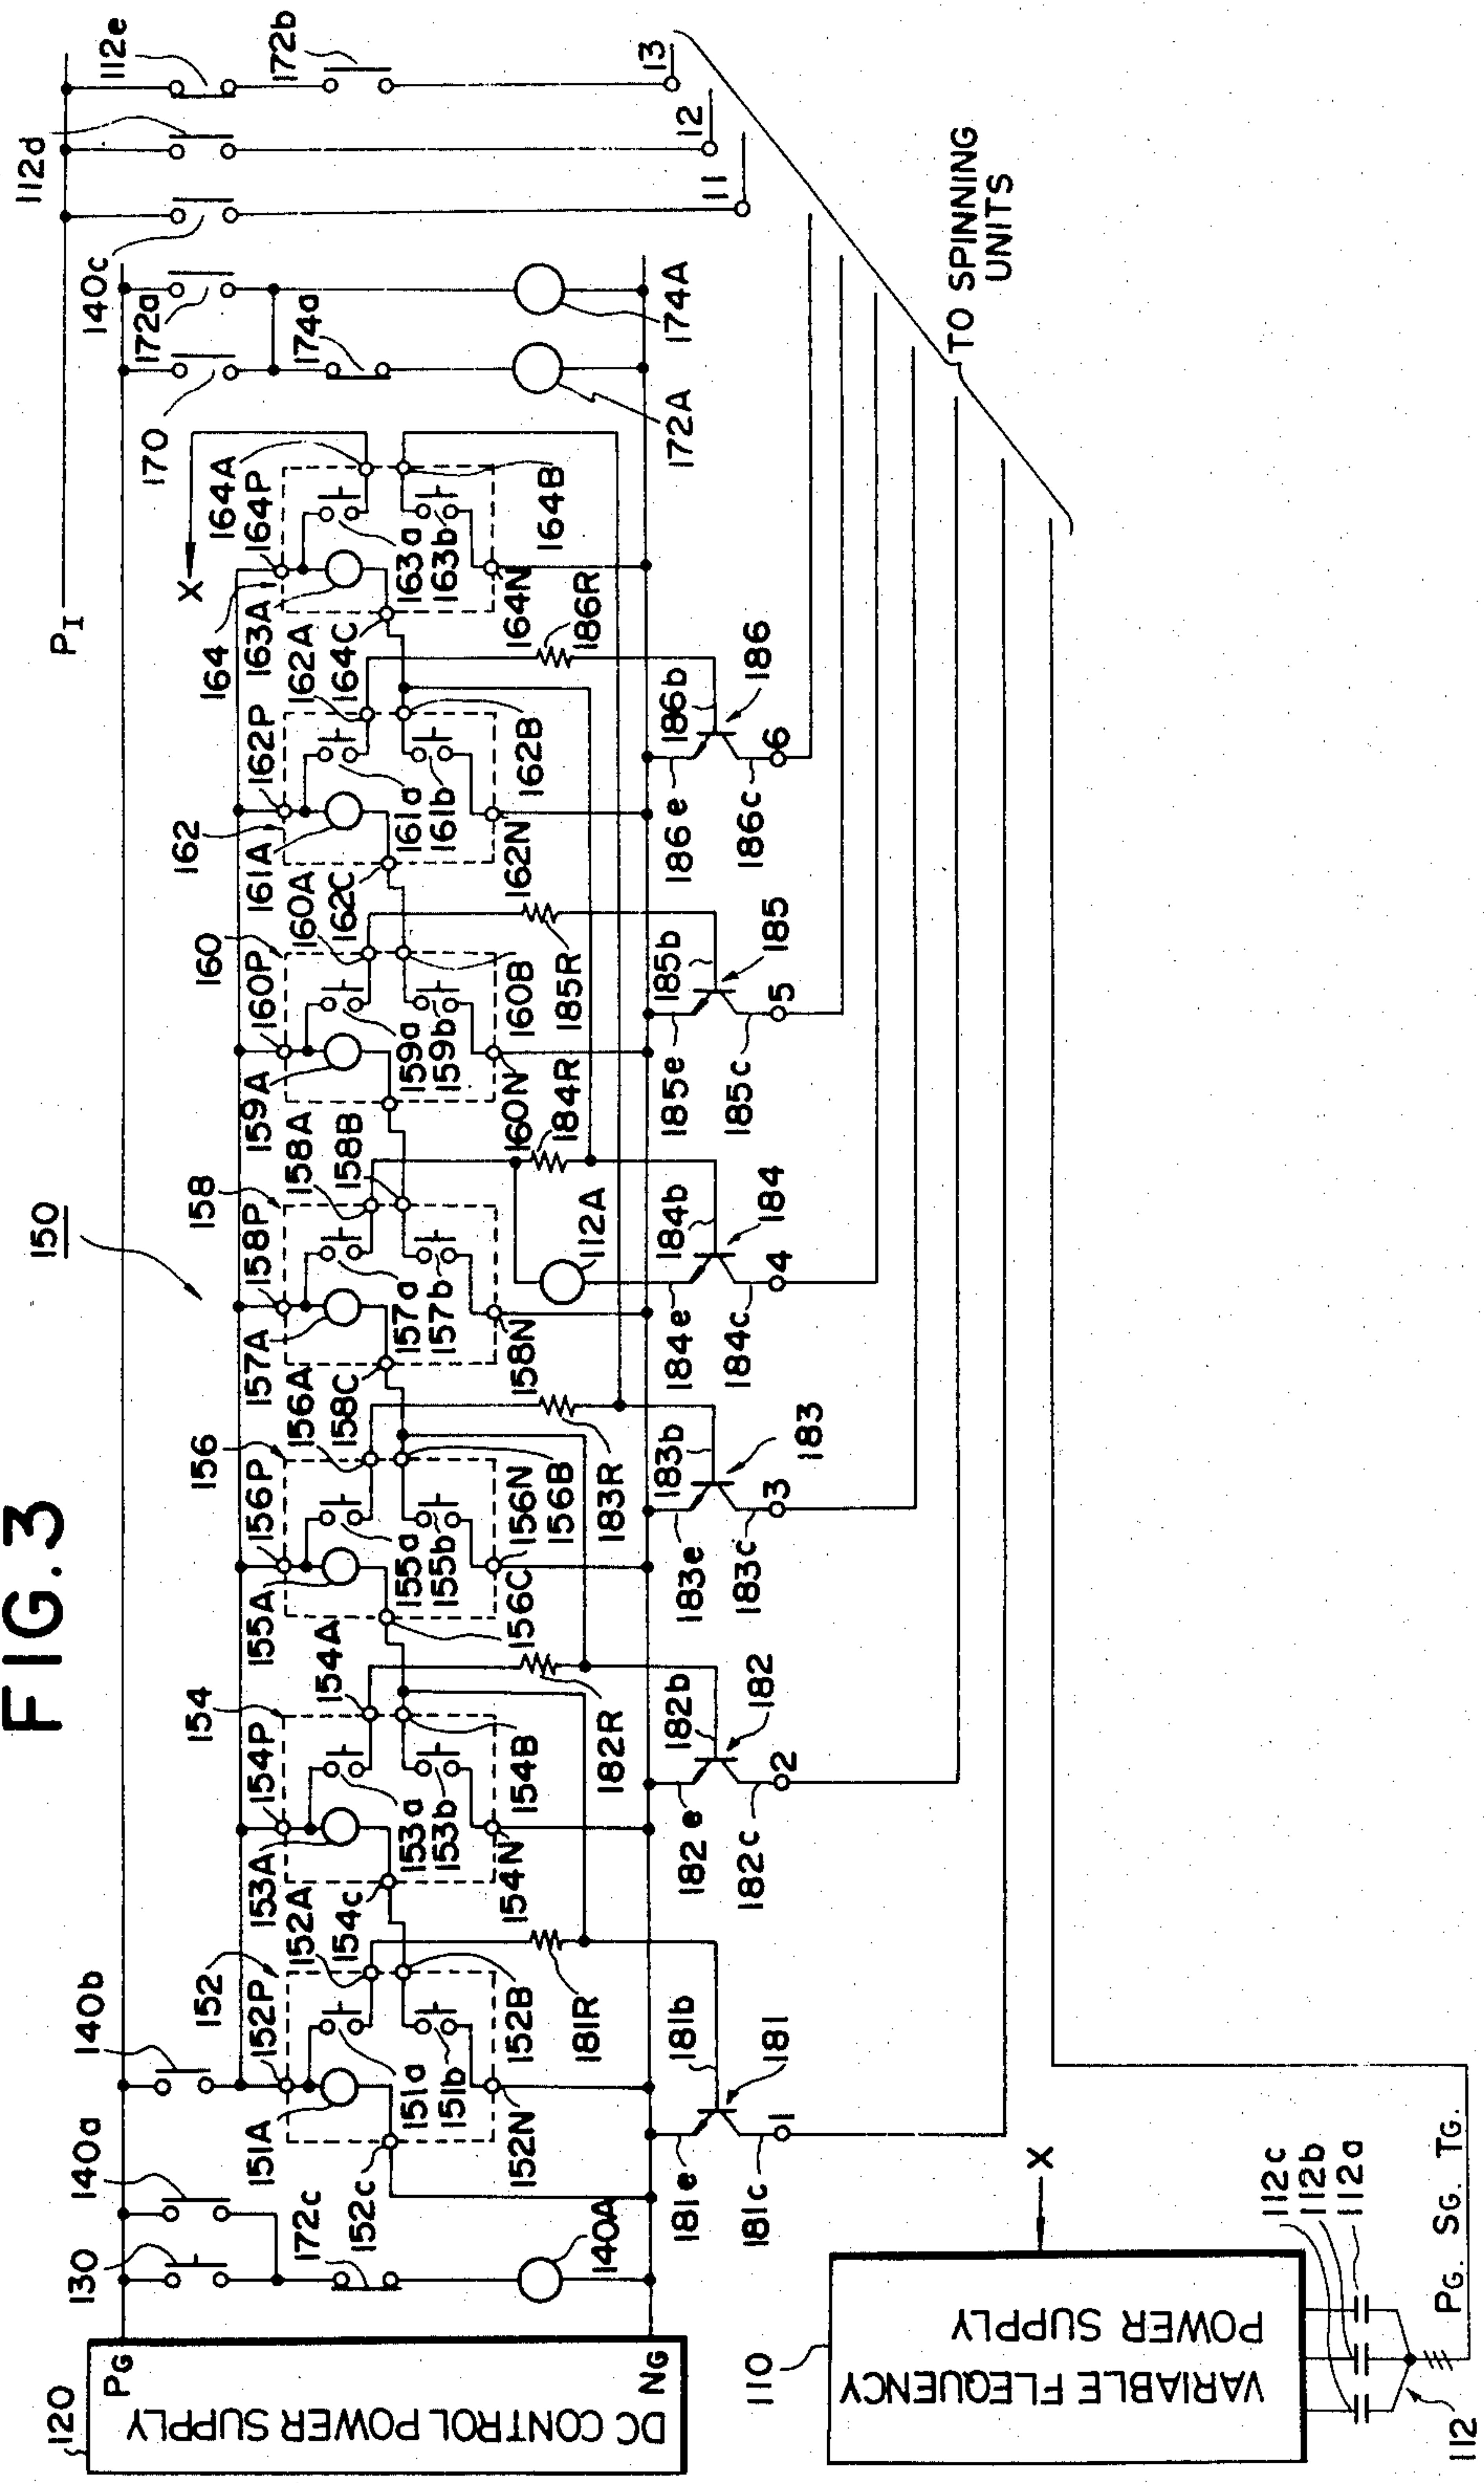 FIG. 3
150
120
PG
NG
DC CONTROL POWER SUPPLY
130
140a
140b
172c
140A
152
152P
151A
151a
151b
152c
152N
152A
152B
181R
154
154P
153A
153a
153b
154c
154N
154A
154B
182R
156
156P
155A
155a
155b
156C
156N
156A
156B
183R
158
158P
157A
157a
157b
158C
158N
158A
158B
184R
112A
160
160P
159A
159a
159b
160N
160A
160B
185R
162
162P
161A
161a
161b
162C
162N
162A
162B
186R
164
164P
163A
163a
163b
164C
164N
164A
164B
X
170
172a
174a
172A
174A
PI
140c
112d
112e
172b
11
12
13
181e
181b
181c
181
1
182e
182b
182c
182
2
183e
183b
183c
183
3
184e
184b
184c
184
4
185e
185b
185c
185
5
186e
186b
186c
186
6
TO SPINNING
UNITS
X
110
VARIABLE FLEQUENCY
POWER SUPPLY
112c
112b
112a
112
PG. SG. TG.